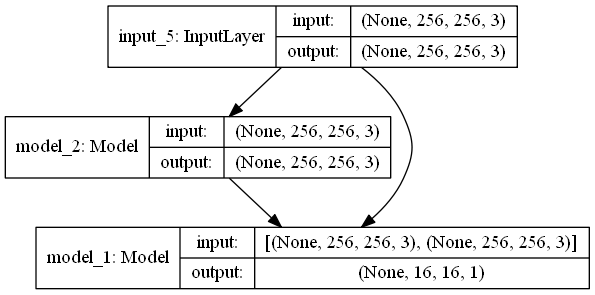 input_5: InputLayer
input: (None, 256, 256, 3)
output: (None, 256, 256, 3)
model_2: Model
input: (None, 256, 256, 3)
output: (None, 256, 256, 3)
model_1: Model
input: [(None, 256, 256, 3), (None, 256, 256, 3)]
output: (None, 16, 16, 1)